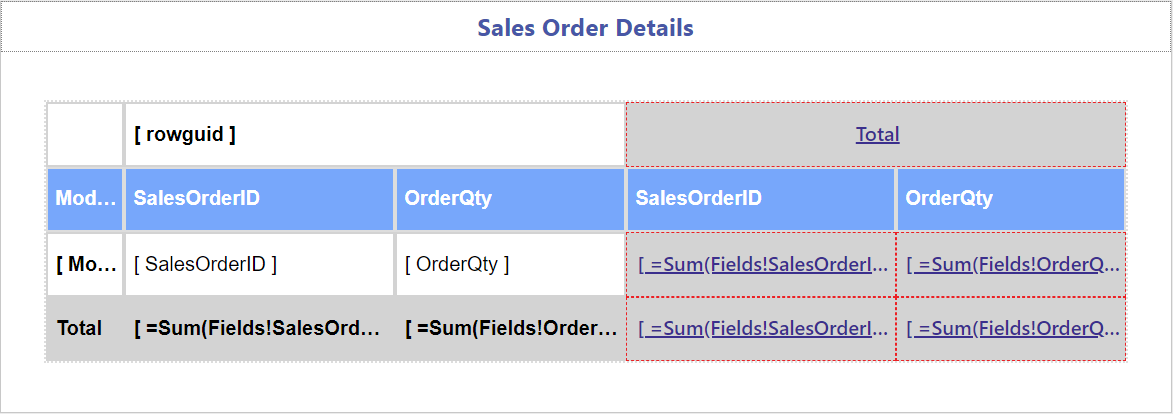 Sales Order Details
[ rowguid ] Total
Mod... SalesOrderID OrderQty SalesOrderID OrderQty
[ Mo... [ SalesOrderID ] [ OrderQty ] [ =Sum(Fields!SalesOrderI... [ =Sum(Fields!OrderQ...
Total [ =Sum(Fields!SalesOrd... [ =Sum(Fields!Order... [ =Sum(Fields!SalesOrderI... [ =Sum(Fields!OrderQ...